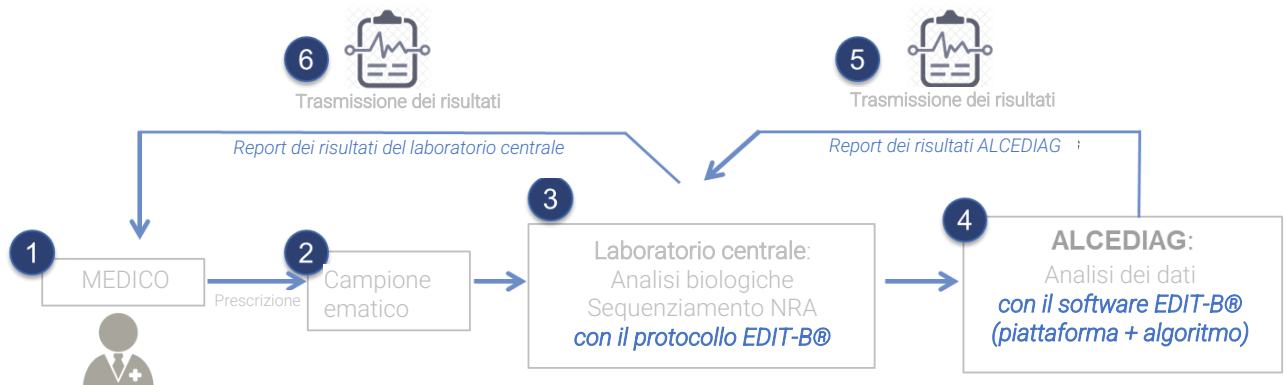 6
Trasmissione dei risultati
5
Trasmissione dei risultati
Report dei risultati del laboratorio centrale
Report dei risultati ALCEDIAG
1
MEDICO
Prescrizione
2
Campione
ematico
3
Laboratorio centrale:
Analisi biologiche
Sequenziamento NRA
con il protocollo EDIT-B®
4
ALCEDIAG:
Analisi dei dati
con il software EDIT-B®
(piattaforma + algoritmo)